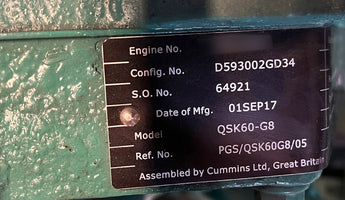 Engine No.
Config. No. D593002GD34
S.O. No. 64921
Date of Mfg. 01SEP17
Model QSK60-G8
Ref. No. PGS/QSK60G8/05
Assembled by Cummins Ltd, Great Britain